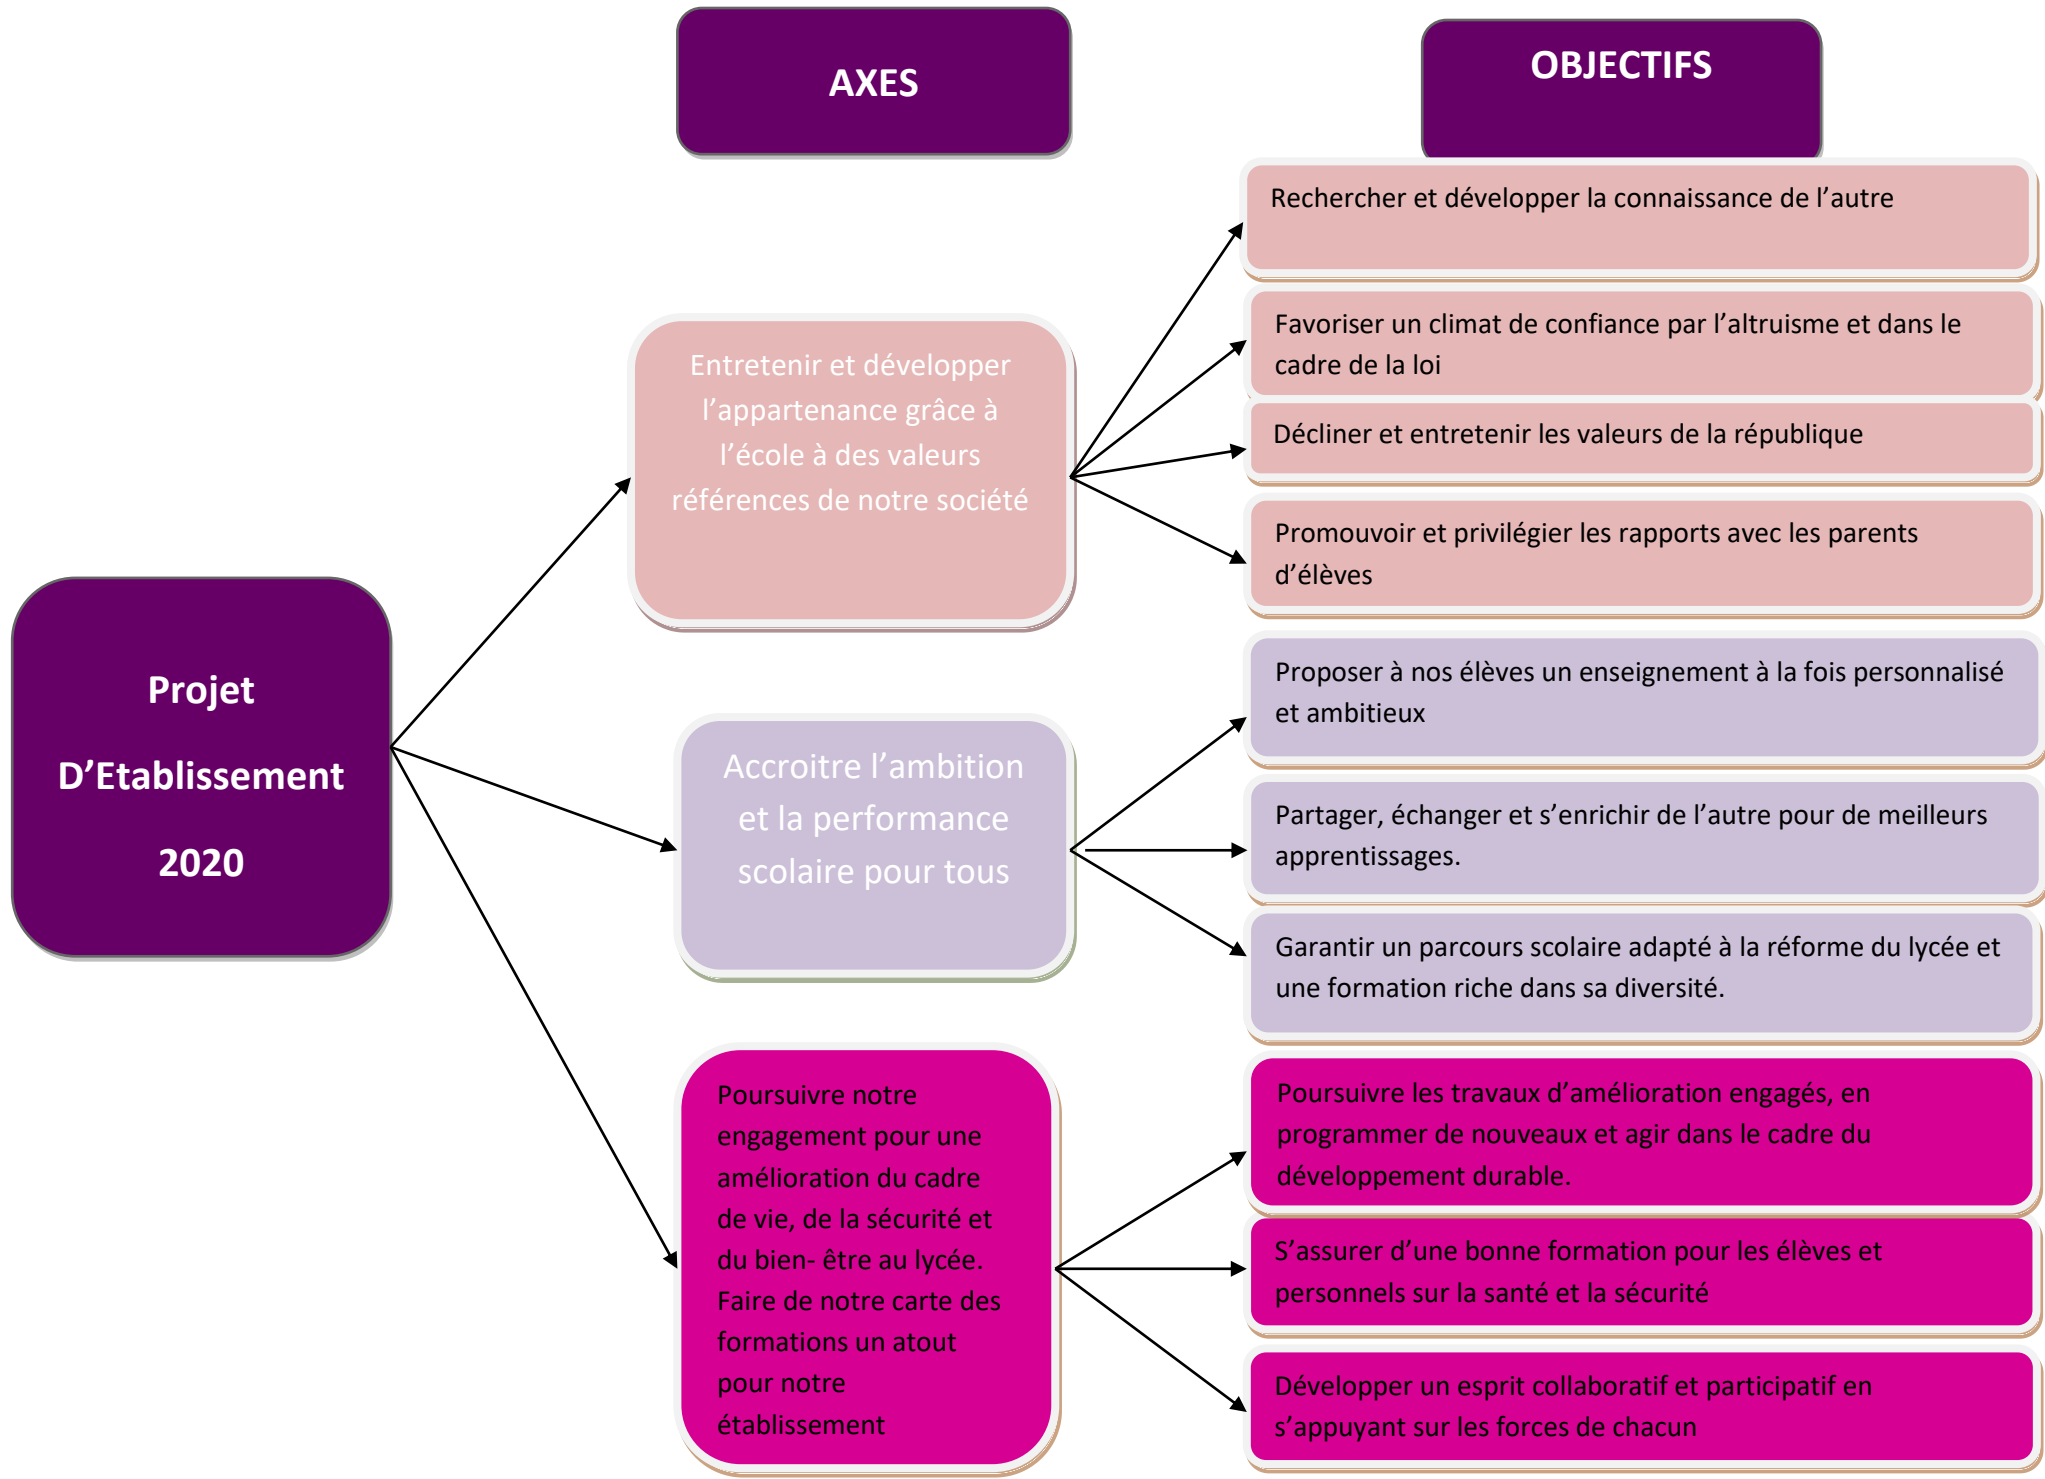 AXES
OBJECTIFS
Projet
D’Etablissement
2020
Entretenir et développer
l’appartenance grâce à
l’école à des valeurs
références de notre société
Rechercher et développer la connaissance de l’autre
Favoriser un climat de confiance par l’altruisme et dans le
cadre de la loi
Décliner et entretenir les valeurs de la république
Promouvoir et privilégier les rapports avec les parents
d’élèves
Accroitre l’ambition
et la performance
scolaire pour tous
Proposer à nos élèves un enseignement à la fois personnalisé
et ambitieux
Partager, échanger et s’enrichir de l’autre pour de meilleurs
apprentissages.
Garantir un parcours scolaire adapté à la réforme du lycée et
une formation riche dans sa diversité.
Poursuivre notre
engagement pour une
amélioration du cadre
de vie, de la sécurité et
du bien- être au lycée.
Faire de notre carte des
formations un atout
pour notre
établissement
Poursuivre les travaux d’amélioration engagés, en
programmer de nouveaux et agir dans le cadre du
développement durable.
S’assurer d’une bonne formation pour les élèves et
personnels sur la santé et la sécurité
Développer un esprit collaboratif et participatif en
s’appuyant sur les forces de chacun